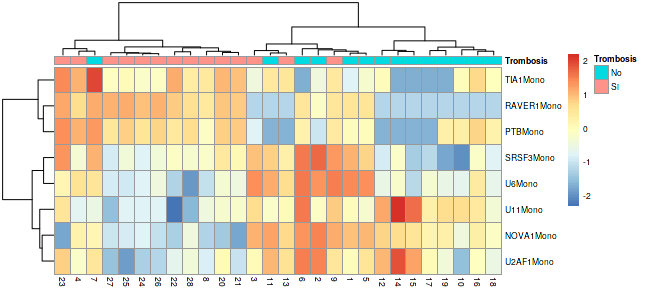 Trombosis
TIA1Mono
RAVER1Mono
PTBMono
SRSF3Mono
U6Mono
U11Mono
NOVA1Mono
U2AF1Mono
23 4 7 27 25 24 26 22 28 8 20 21 3 11 13 6 2 9 1 5 12 14 15 17 19 10 16 18
2
1
0
-1
-2
Trombosis
No
SI